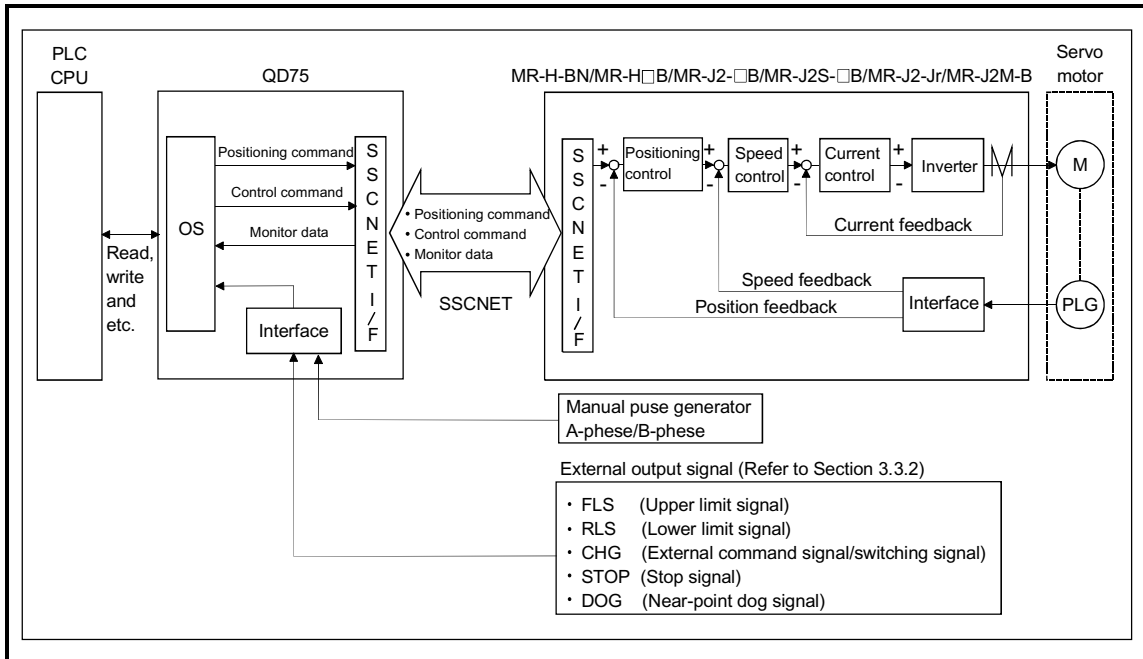 PLC
CPU
QD75
MR-H-BN/MR-H□B/MR-J2-□B/MR-J2S-□B/MR-J2-Jr/MR-J2M-B
Servo
motor
OS
Positioning command
Control command
Monitor data
Interface
SSCNET I/F
Read,
write
and
etc.
• Positioning command
• Control command
• Monitor data
SSCNET
SSCNET I/F
+
-
Positioning
control
+
-
Speed
control
+
-
Current
control
+
-
Inverter
M
Current feedback
Speed feedback
Position feedback
Interface
PLG
Manual puse generator
A-phese/B-phese
External output signal (Refer to Section 3.3.2)
・ FLS (Upper limit signal)
・ RLS (Lower limit signal)
・ CHG (External command signal/switching signal)
・ STOP (Stop signal)
・ DOG (Near-point dog signal)